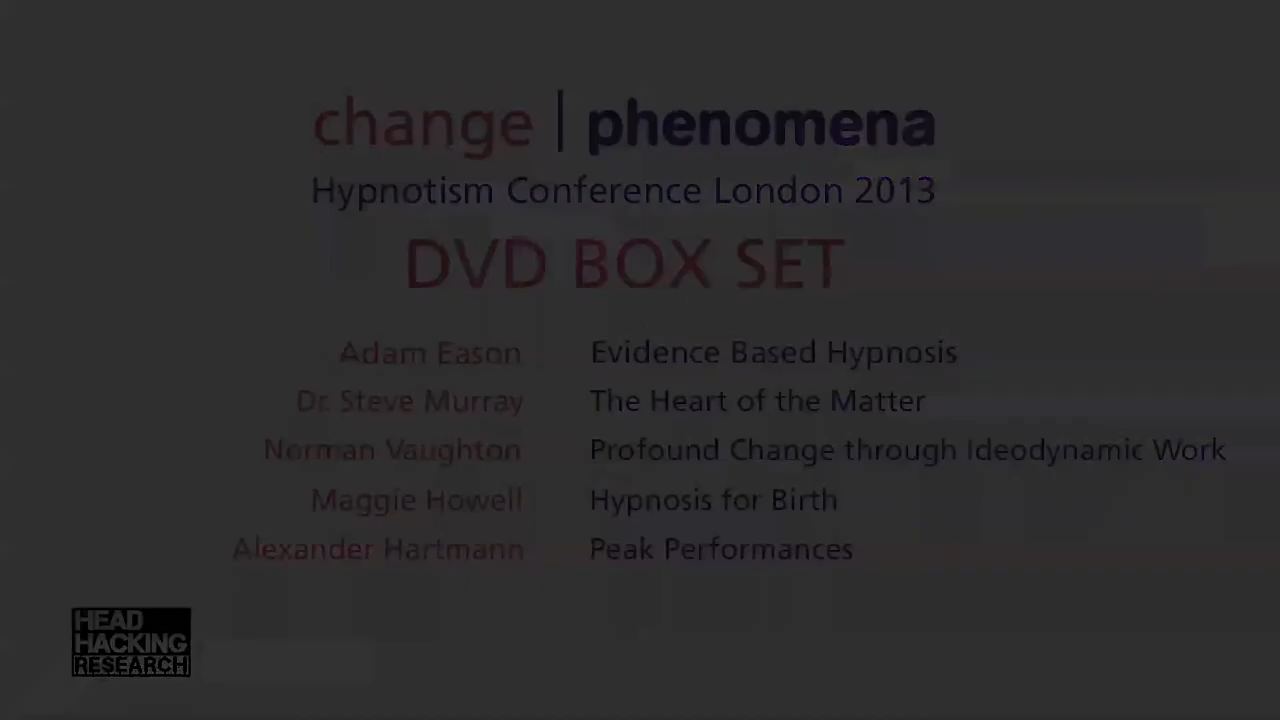 change | phenomena
Hypnotism Conference London 2013
DVD BOX SET
Adam Eason Evidence Based Hypnosis
Dr. Steve Murray The Heart of the Matter
Norman Vaughton Profound Change through Ideodynamic Work
Maggie Howell Hypnosis for Birth
Alexander Hartmann Peak Performances
HEAD
HACKING
RESEARCH